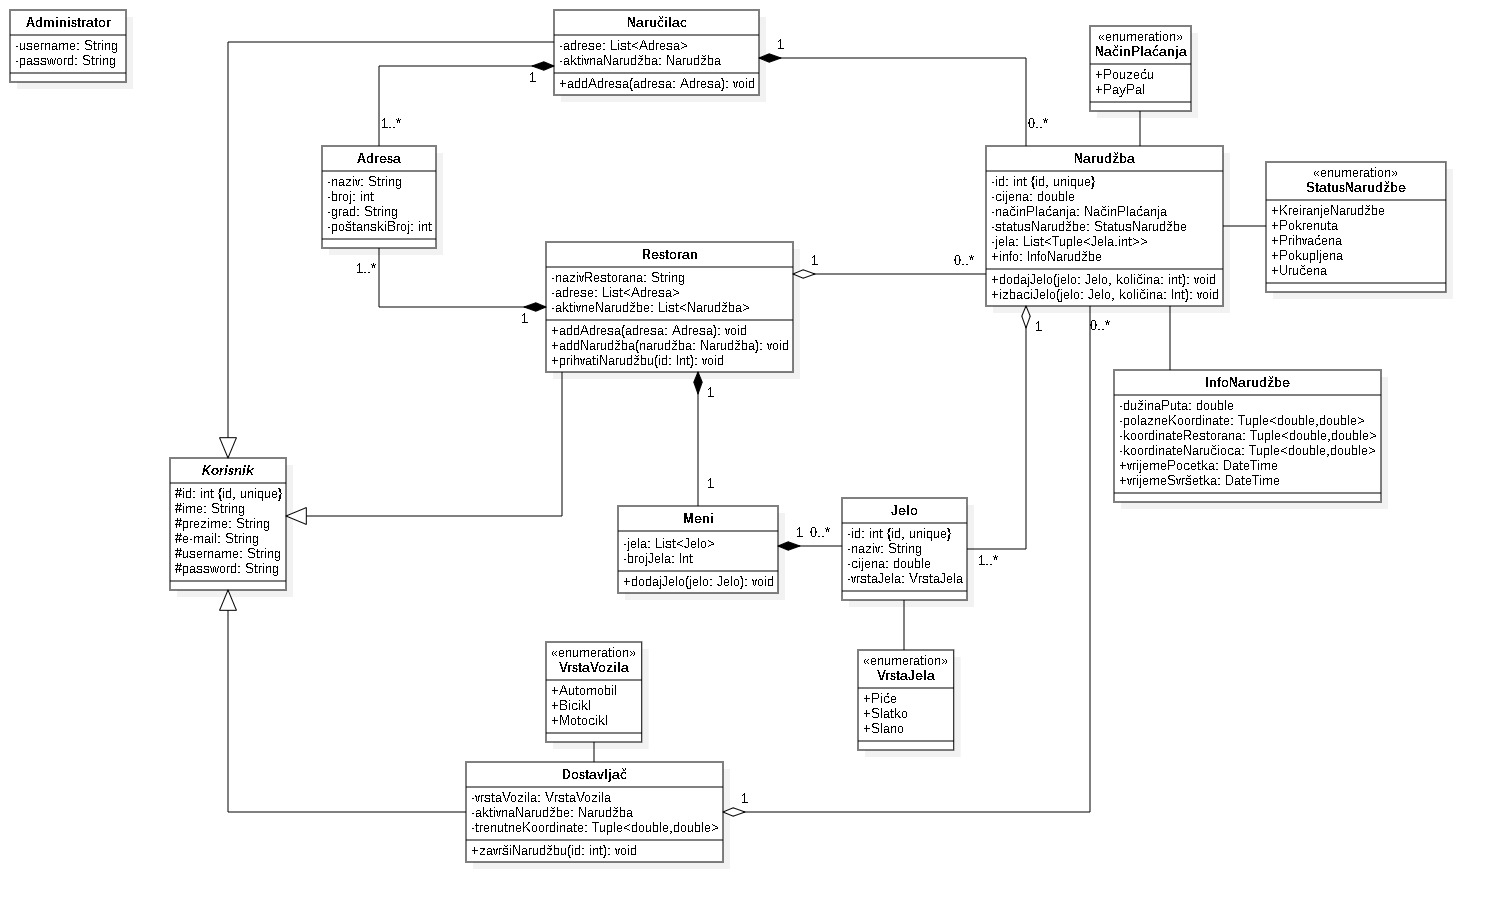 Administrator
-username: String
-password: String
Naručilac
-adrese: List<Adresa>
-aktivnaNarudžba: Narudžba
+addAdresa(adresa: Adresa): void
1
1
1..*
0..*
«enumeration»
NačinPlaćanja
+Pouzeću
+PayPal
Adresa
-naziv: String
-broj: int
-grad: String
-poštanskiBroj: int
1..*
1
Narudžba
-id: int {id, unique}
-cijena: double
-načinPlaćanja: NačinPlaćanja
-statusNarudžbe: StatusNarudžbe
-jela: List<Tuple<Jela.int>>
+info: InfoNarudžbe
+dodajJelo(jelo: Jelo, količina: int): void
+izbaciJelo(jelo: Jelo, količina: Int): void
«enumeration»
StatusNarudžbe
+KreiranjeNarudžbe
+Pokrenuta
+Prihvaćena
+Pokupljena
+Uručena
Restoran
-nazivRestorana: String
-adrese: List<Adresa>
-aktivneNarudžbe: List<Narudžba>
+addAdresa(adresa: Adresa): void
+addNarudžba(narudžba: Narudžba): void
+prihvatiNarudžbu(id: Int): void
1
0..*
1
0..*
1
1
InfoNarudžbe
-dužinaPuta: double
-polazneKoordinate: Tuple<double,double>
-koordinateRestorana: Tuple<double,double>
-koordinateNaručioca: Tuple<double,double>
+vrijemePocetka: DateTime
+vrijemeSvršetka: DateTime
Korisnik
#id: int {id, unique}
#ime: String
#prezime: String
#e-mail: String
#username: String
#password: String
Meni
-jela: List<Jelo>
-brojJela: Int
+dodajJelo(jelo: Jelo): void
1
0..*
Jelo
-id: int {id, unique}
-naziv: String
-cijena: double
-vrstaJela: VrstaJela
1..*
«enumeration»
VrstaVozila
+Automobil
+Bicikl
+Motocikl
«enumeration»
VrstaJela
+Piće
+Slatko
+Slano
Dostavljač
-vrstaVozila: VrstaVozila
-aktivnaNarudžbe: Narudžba
-trenutneKoordinate: Tuple<double,double>
+završiNarudžbu(id: int): void
1